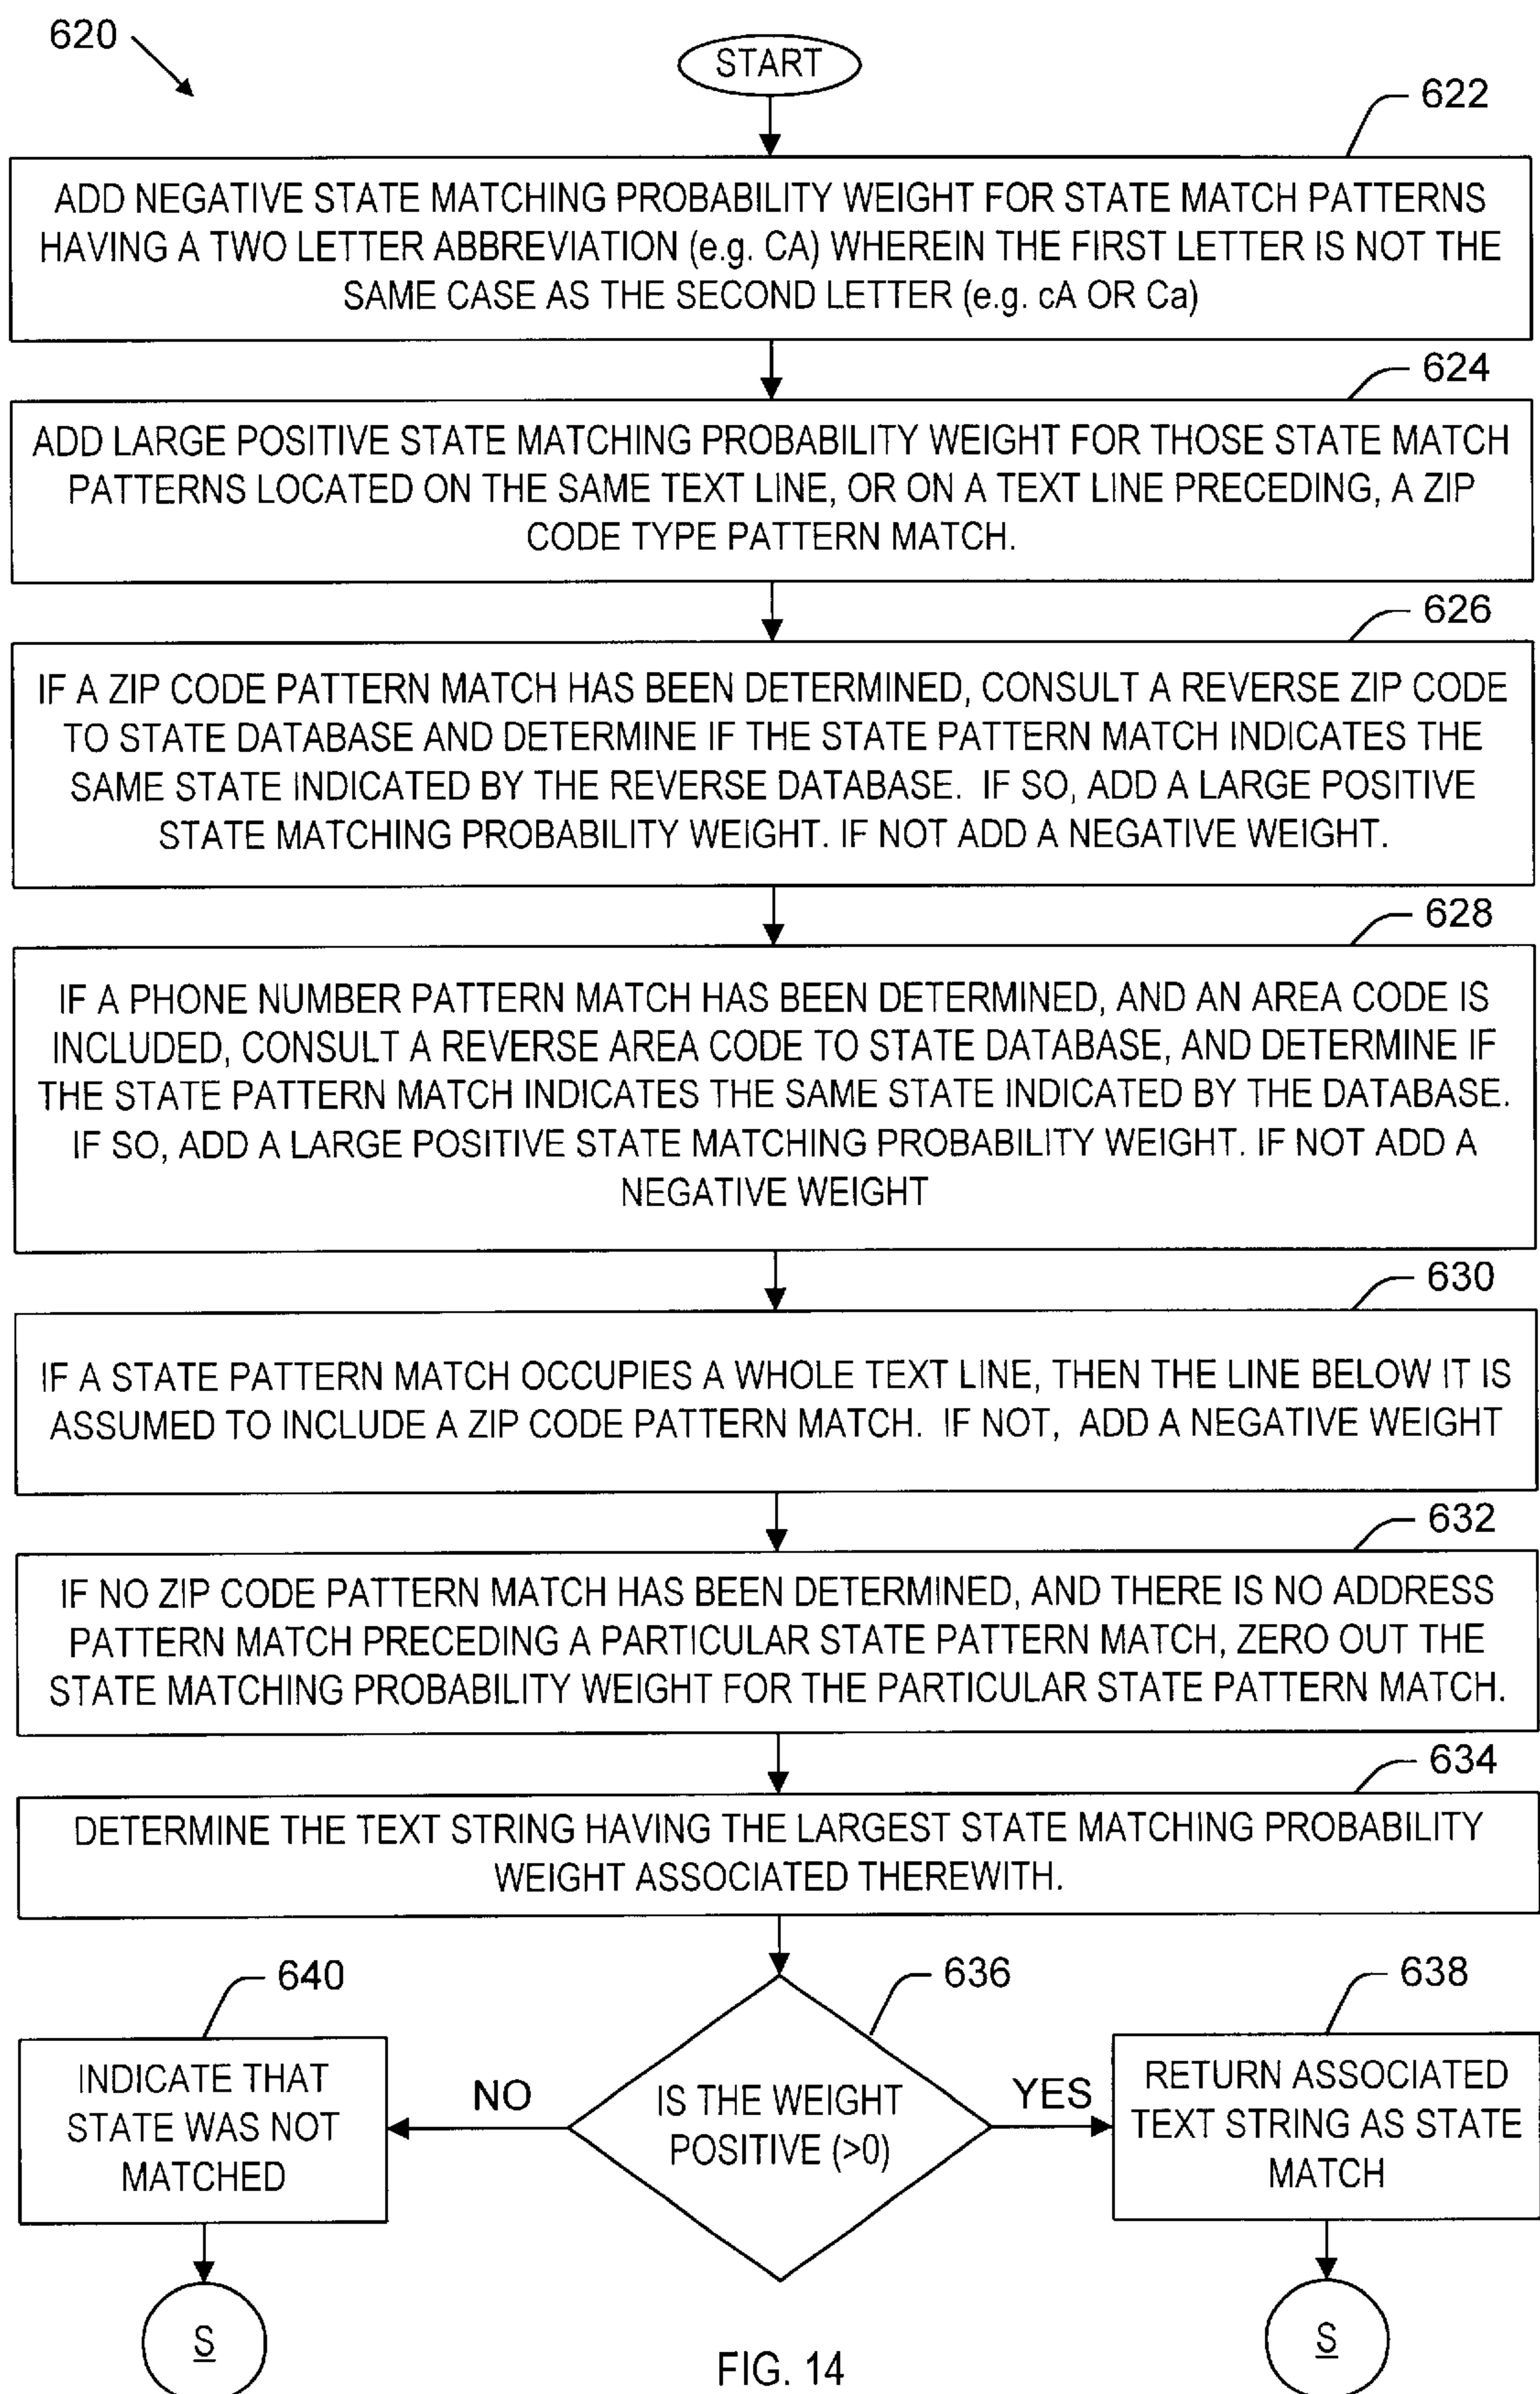 620
START
622
ADD NEGATIVE STATE MATCHING PROBABILITY WEIGHT FOR STATE MATCH PATTERNS
HAVING A TWO LETTER ABBREVIATION (e.g. CA) WHEREIN THE FIRST LETTER IS NOT THE
SAME CASE AS THE SECOND LETTER (e.g. cA OR Ca)
624
ADD LARGE POSITIVE STATE MATCHING PROBABILITY WEIGHT FOR THOSE STATE MATCH
PATTERNS LOCATED ON THE SAME TEXT LINE, OR ON A TEXT LINE PRECEDING, A ZIP
CODE TYPE PATTERN MATCH.
626
IF A ZIP CODE PATTERN MATCH HAS BEEN DETERMINED, CONSULT A REVERSE ZIP CODE
TO STATE DATABASE AND DETERMINE IF THE STATE PATTERN MATCH INDICATES THE
SAME STATE INDICATED BY THE REVERSE DATABASE. IF SO, ADD A LARGE POSITIVE
STATE MATCHING PROBABILITY WEIGHT. IF NOT ADD A NEGATIVE WEIGHT.
628
IF A PHONE NUMBER PATTERN MATCH HAS BEEN DETERMINED, AND AN AREA CODE IS
INCLUDED, CONSULT A REVERSE AREA CODE TO STATE DATABASE, AND DETERMINE IF
THE STATE PATTERN MATCH INDICATES THE SAME STATE INDICATED BY THE DATABASE.
IF SO, ADD A LARGE POSITIVE STATE MATCHING PROBABILITY WEIGHT. IF NOT ADD A
NEGATIVE WEIGHT
630
IF A STATE PATTERN MATCH OCCUPIES A WHOLE TEXT LINE, THEN THE LINE BELOW IT IS
ASSUMED TO INCLUDE A ZIP CODE PATTERN MATCH. IF NOT, ADD A NEGATIVE WEIGHT
632
IF NO ZIP CODE PATTERN MATCH HAS BEEN DETERMINED, AND THERE IS NO ADDRESS
PATTERN MATCH PRECEDING A PARTICULAR STATE PATTERN MATCH, ZERO OUT THE
STATE MATCHING PROBABILITY WEIGHT FOR THE PARTICULAR STATE PATTERN MATCH.
634
DETERMINE THE TEXT STRING HAVING THE LARGEST STATE MATCHING PROBABILITY
WEIGHT ASSOCIATED THEREWITH.
640
INDICATE THAT
STATE WAS NOT
MATCHED
NO
636
IS THE WEIGHT
POSITIVE (>0)
YES
638
RETURN ASSOCIATED
TEXT STRING AS STATE
MATCH
S
S
FIG. 14